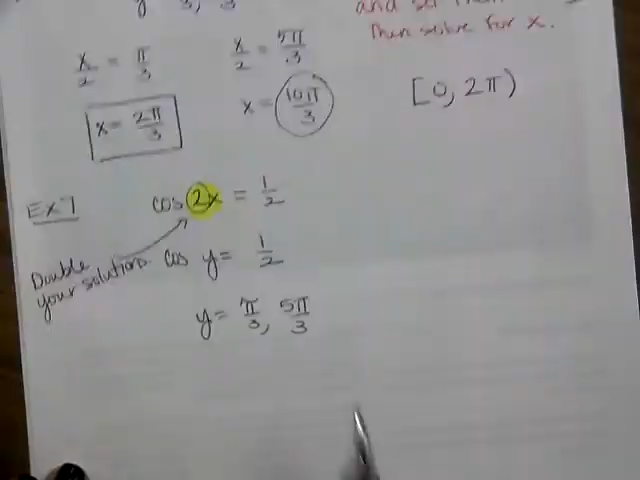 Then solve for x.
x/2 = π/3    x/2 = 5π/3
x = 2π/3    x = 10π/3    [0, 2π)
Ex 7    cos 2x = 1/2
Double your solutions.    cos y = 1/2
y = π/3, 5π/3